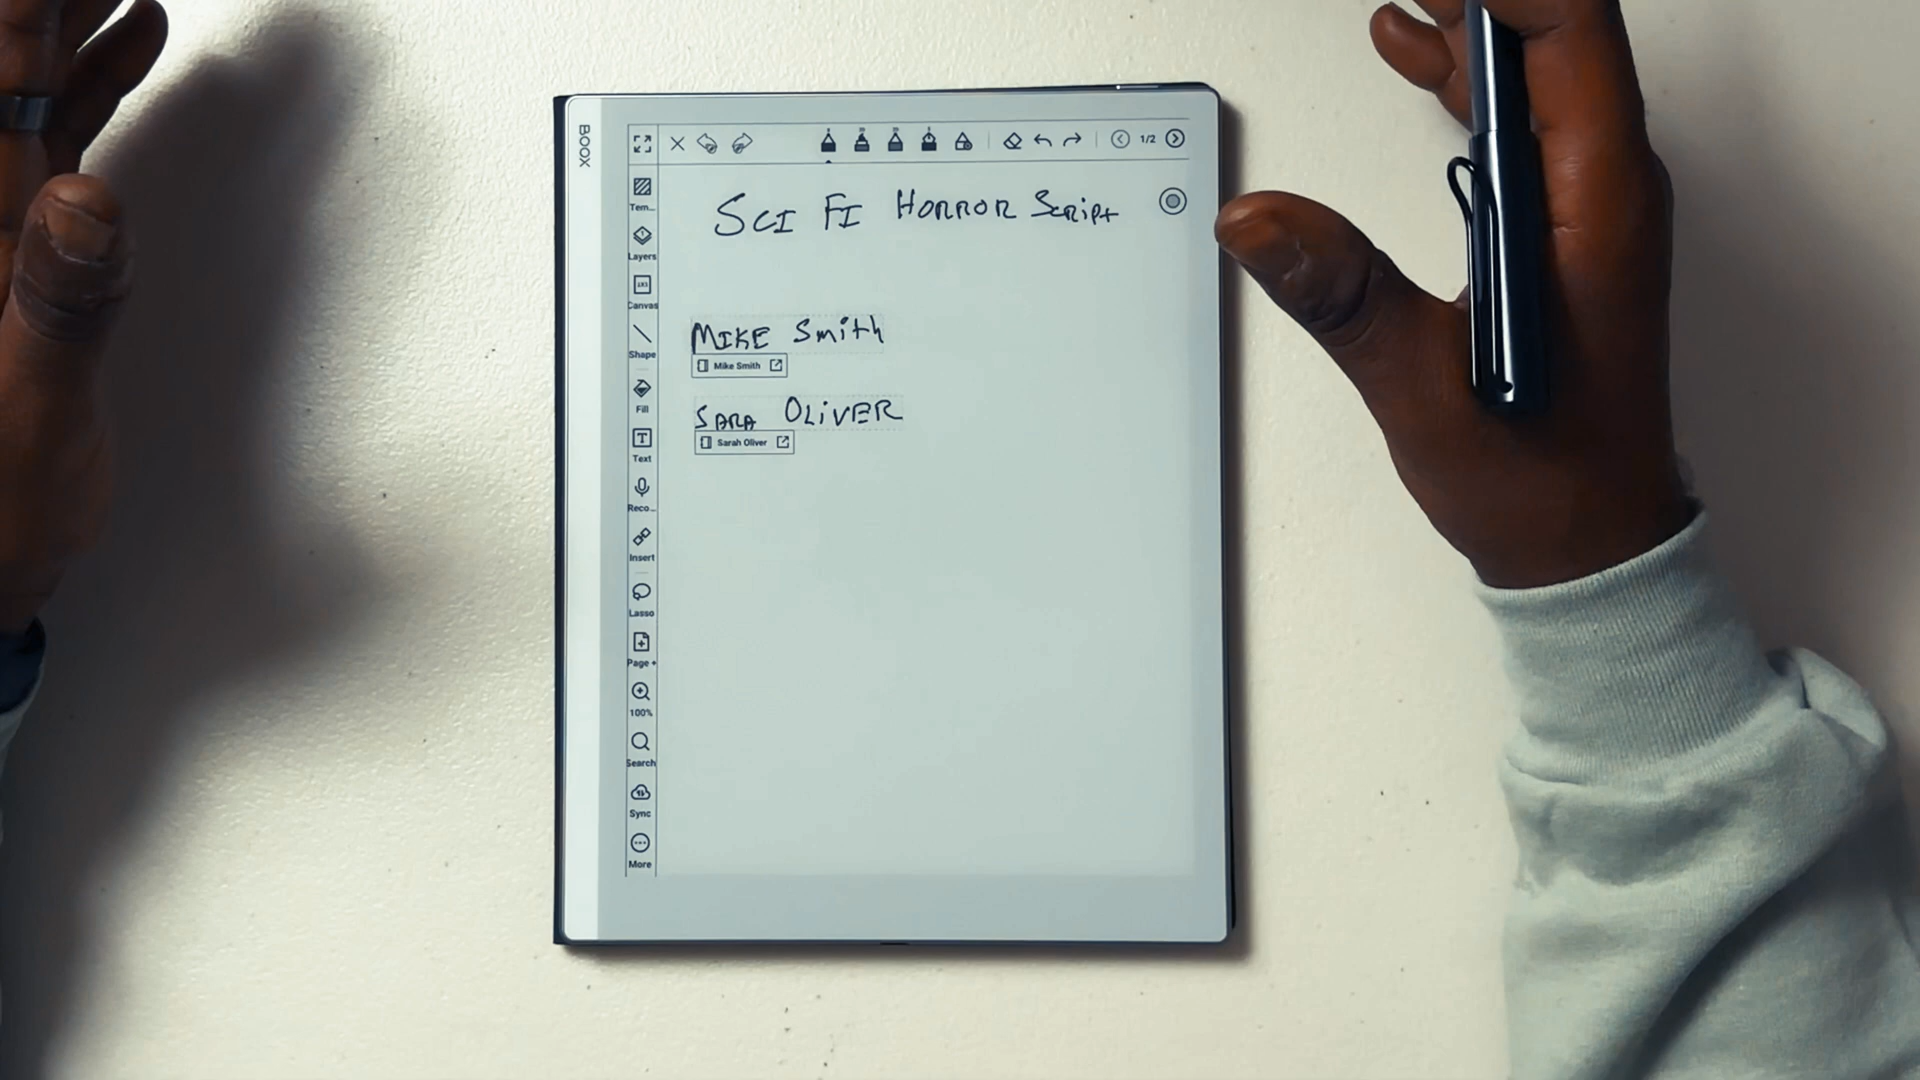 BOOX
1/2
Tem...
Layers
Canvas
Shape
Fill
Text
Reco...
Insert
Lasso
Page +
100%
Search
Sync
More
SCI FI HORROR Script
MIKE Smith
Mike Smith
SARA OLiVER
Sarah Oliver